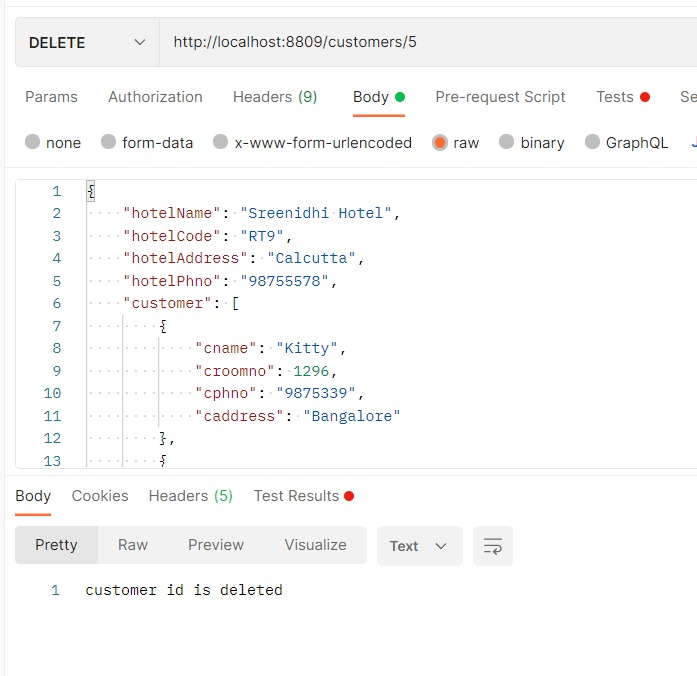 DELETE http://localhost:8809/customers/5
Params Authorization Headers (9) Body Pre-request Script Tests Se
none form-data x-www-form-urlencoded raw binary GraphQL
1 {
2 "hotelName": "Sreenidhi Hotel",
3 "hotelCode": "RT9",
4 "hotelAddress": "Calcutta",
5 "hotelPhno": "98755578",
6 "customer": [
7 {
8 "cname": "Kitty",
9 "croomno": 1296,
10 "cphno": "9875339",
11 "caddress": "Bangalore"
12 },
13 {
Body Cookies Headers (5) Test Results
Pretty Raw Preview Visualize Text
1 customer id is deleted